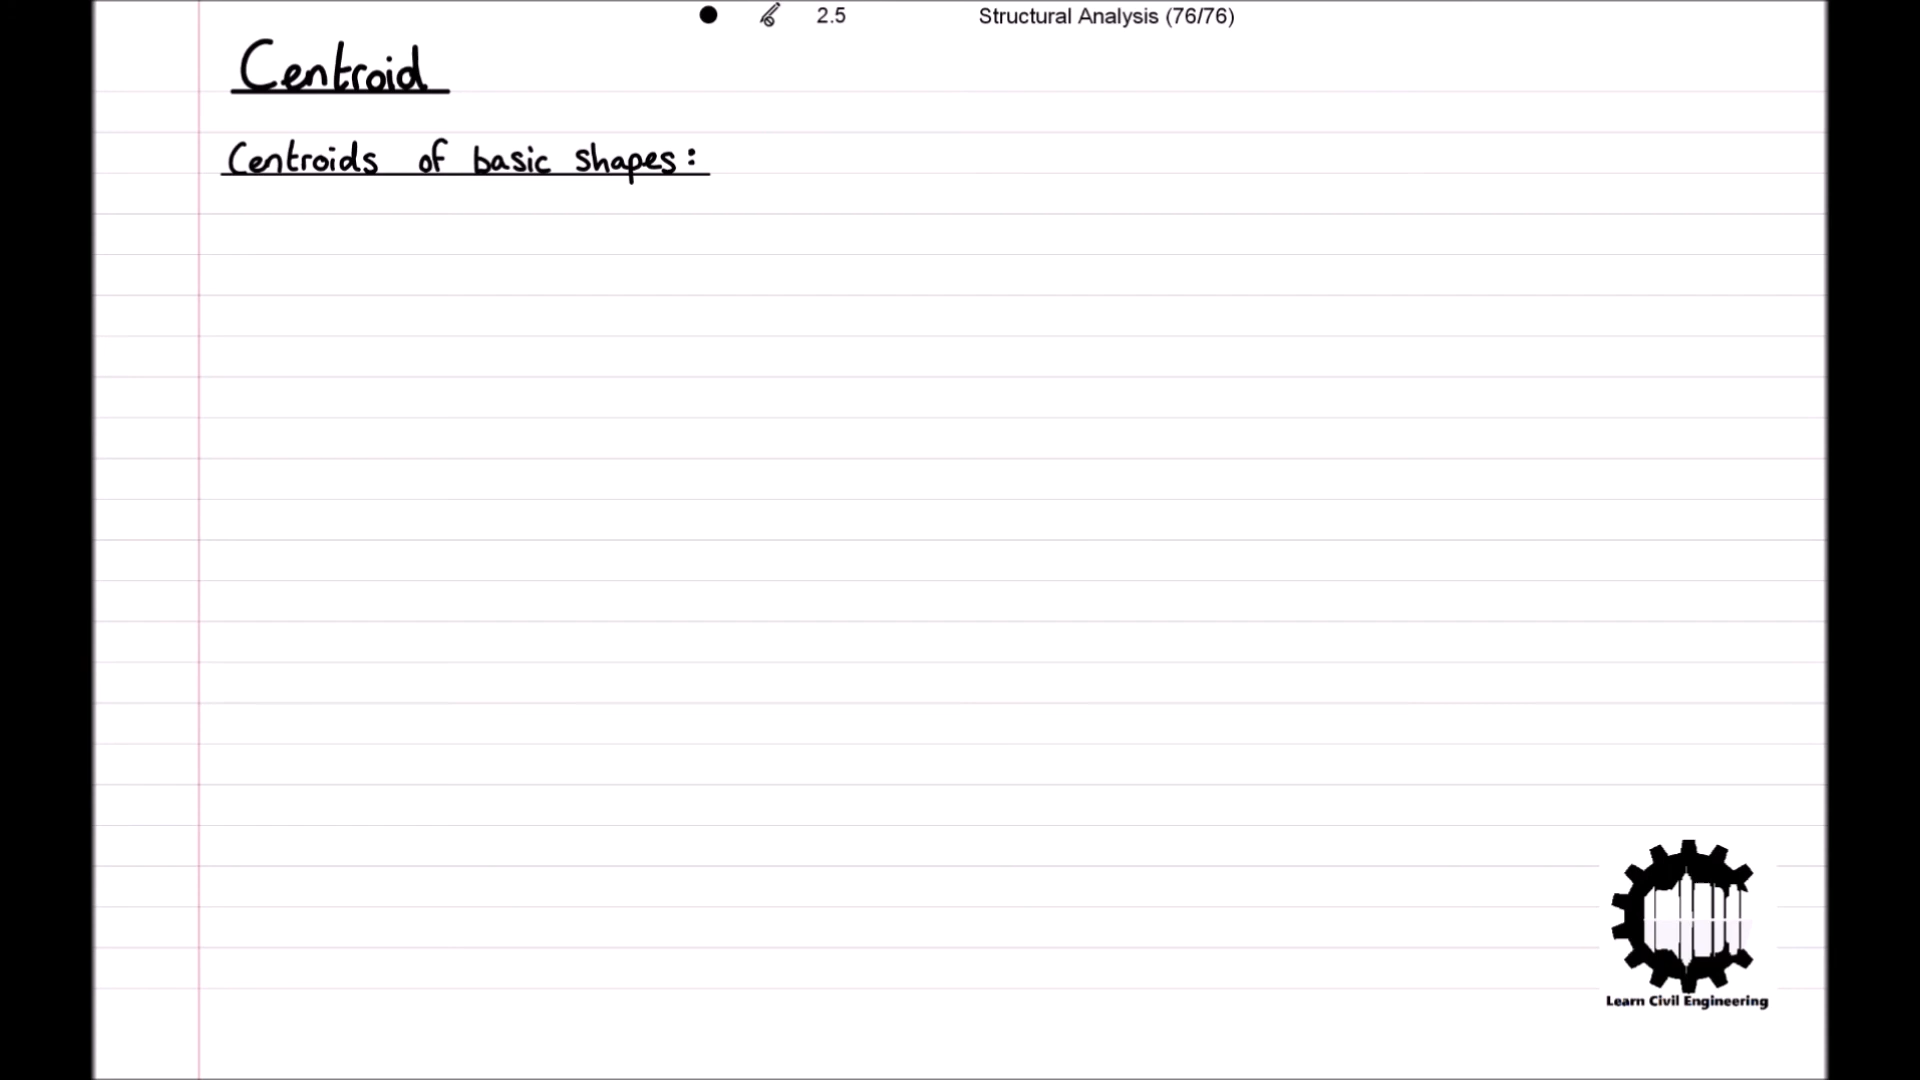 2.5 Structural Analysis (76/76)
Centroid
Centroids of basic shapes:
Learn Civil Engineering